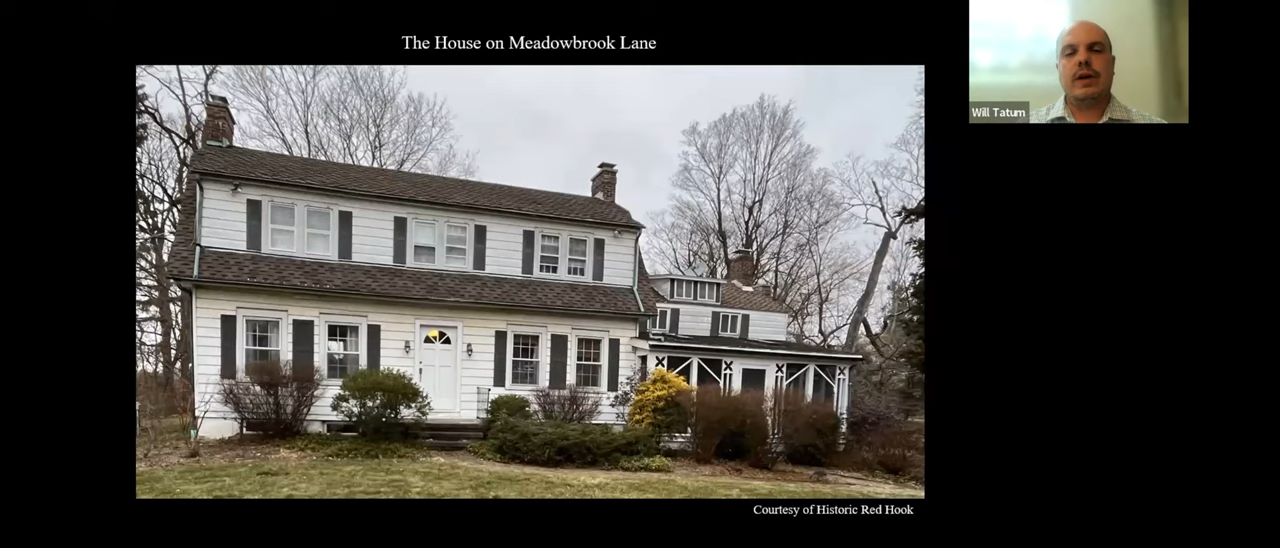 The House on Meadowbrook Lane
Will Tatum
Courtesy of Historic Red Hook